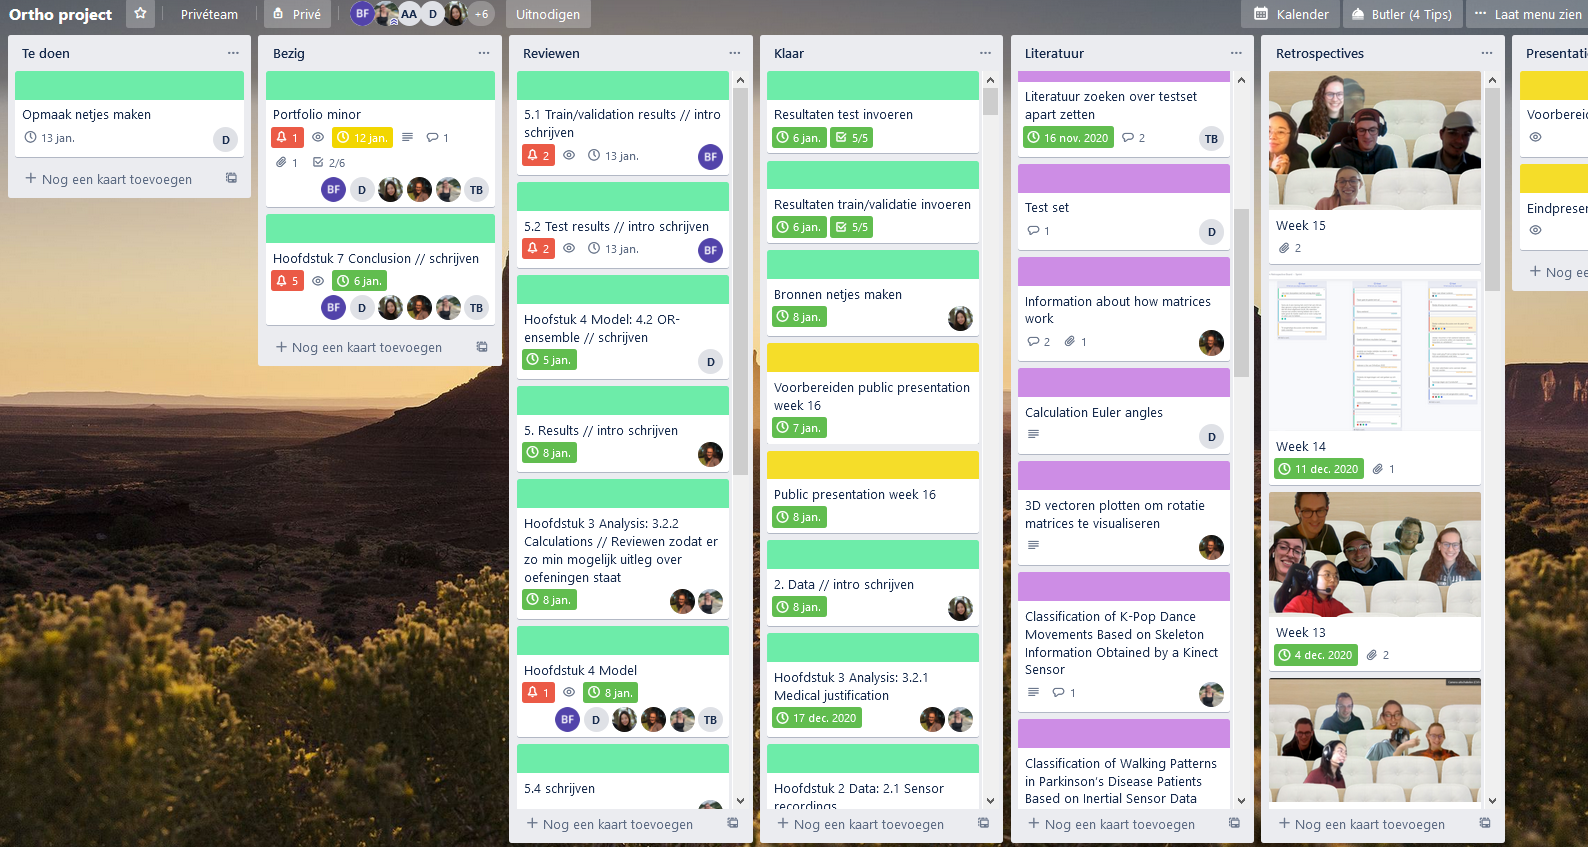 Ortho project
Privéteam
Privé
BF
AA
D
+6
Uitnodigen
Kalender
Butler (4 Tips)
Laat menu zien
Te doen
Opmaak netjes maken
13 jan.
D
Nog een kaart toevoegen
Bezig
Portfolio minor
1
12 jan.
1
1
2/6
BF
D
TB
Hoofdstuk 7 Conclusion // schrijven
5
6 jan.
BF
D
TB
Nog een kaart toevoegen
Reviewen
5.1 Train/validation results // intro
schrijven
2
13 jan.
BF
5.2 Test results // intro schrijven
2
13 jan.
BF
Hoofstuk 4 Model: 4.2 OR-
ensemble // schrijven
5 jan.
D
5. Results // intro schrijven
8 jan.
Hoofdstuk 3 Analysis: 3.2.2
Calculations // Reviewen zodat er
zo min mogelijk uitleg over
oefeningen staat
8 jan.
Hoofdstuk 4 Model
1
8 jan.
BF
D
TB
5.4 schrijven
Nog een kaart toevoegen
Klaar
Resultaten test invoeren
6 jan.
5/5
Resultaten train/validatie invoeren
6 jan.
5/5
Bronnen netjes maken
8 jan.
Voorbereiden public presentation
week 16
7 jan.
Public presentation week 16
8 jan.
2. Data // intro schrijven
8 jan.
Hoofdstuk 3 Analysis: 3.2.1
Medical justification
17 dec. 2020
Hoofdstuk 2 Data: 2.1 Sensor
recordings
Nog een kaart toevoegen
Literatuur
Literatuur zoeken over testset
apart zetten
16 nov. 2020
2
TB
Test set
1
D
Information about how matrices
work
2
1
Calculation Euler angles
D
3D vectoren plotten om rotatie
matrices te visualiseren
Classification of K-Pop Dance
Movements Based on Skeleton
Information Obtained by a Kinect
Sensor
1
Classification of Walking Patterns
in Parkinson's Disease Patients
Based on Inertial Sensor Data
Nog een kaart toevoegen
Retrospectives
Week 15
2
Week 14
11 dec. 2020
1
Week 13
4 dec. 2020
2
Nog een kaart toevoegen
Presentati
Voorbereid
Eindpresen
Nog ee